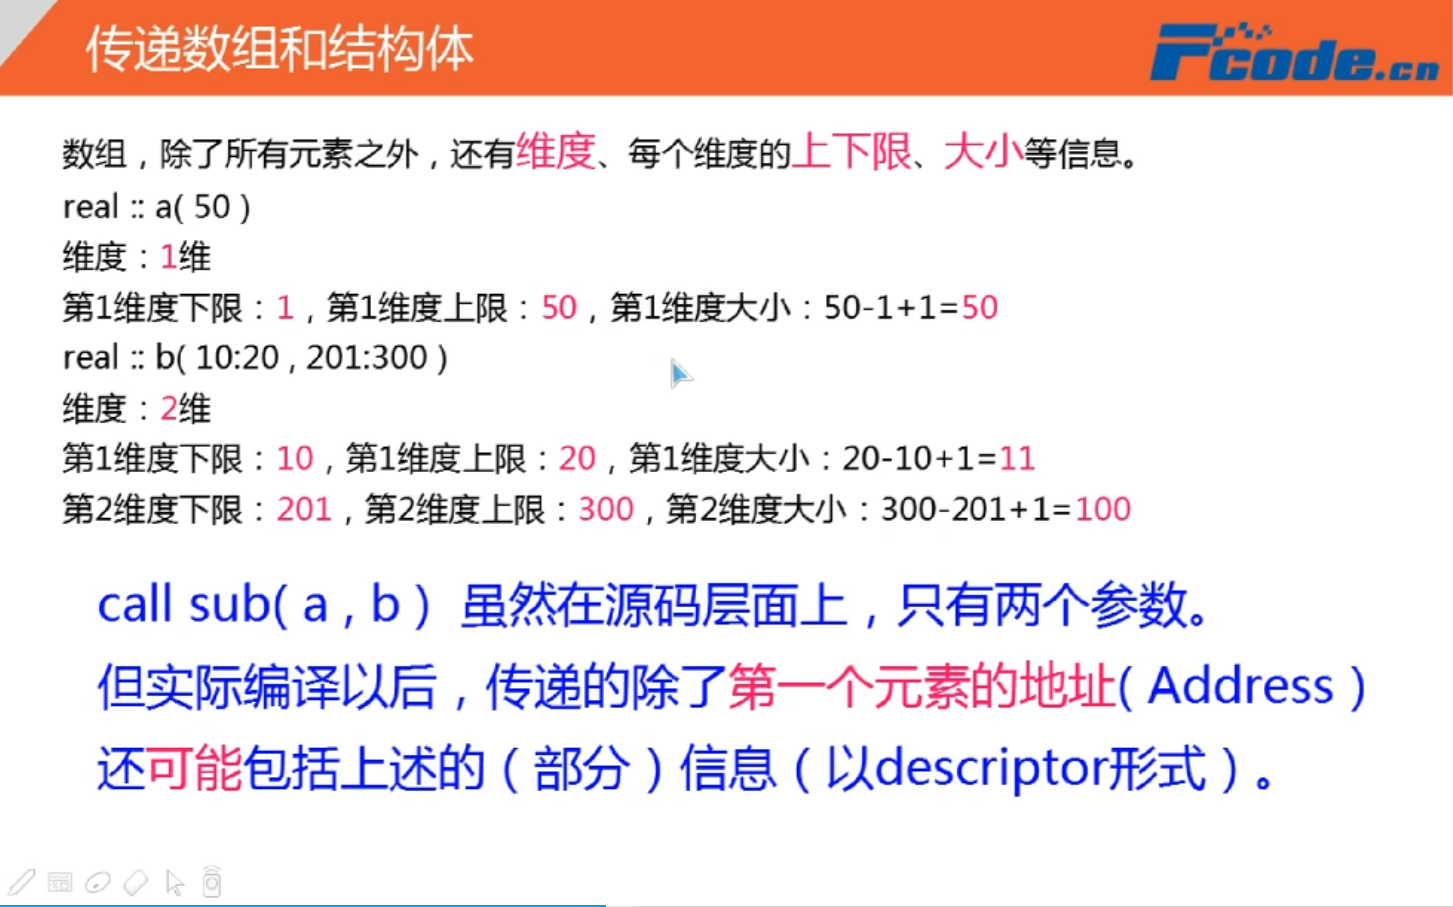 传递数组和结构体
Fcode.cn
数组，除了所有元素之外，还有维度、每个维度的上下限、大小等信息。
real :: a( 50 )
维度：1维
第1维度下限：1，第1维度上限：50，第1维度大小：50-1+1=50
real :: b( 10:20 , 201:300 )
维度：2维
第1维度下限：10，第1维度上限：20，第1维度大小：20-10+1=11
第2维度下限：201，第2维度上限：300，第2维度大小：300-201+1=100
call sub( a , b ) 虽然在源码层面上，只有两个参数。
但实际编译以后，传递的除了第一个元素的地址( Address )
还可能包括上述的（部分）信息（以descriptor形式）。